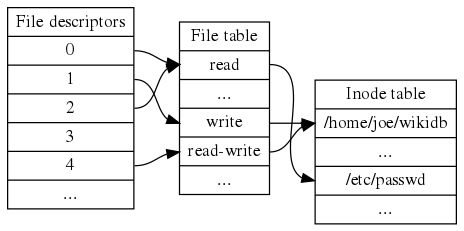 File descriptors
0
1
2
3
4
...
File table
read
...
write
read-write
...
Inode table
/home/joe/wikidb
...
/etc/passwd
...